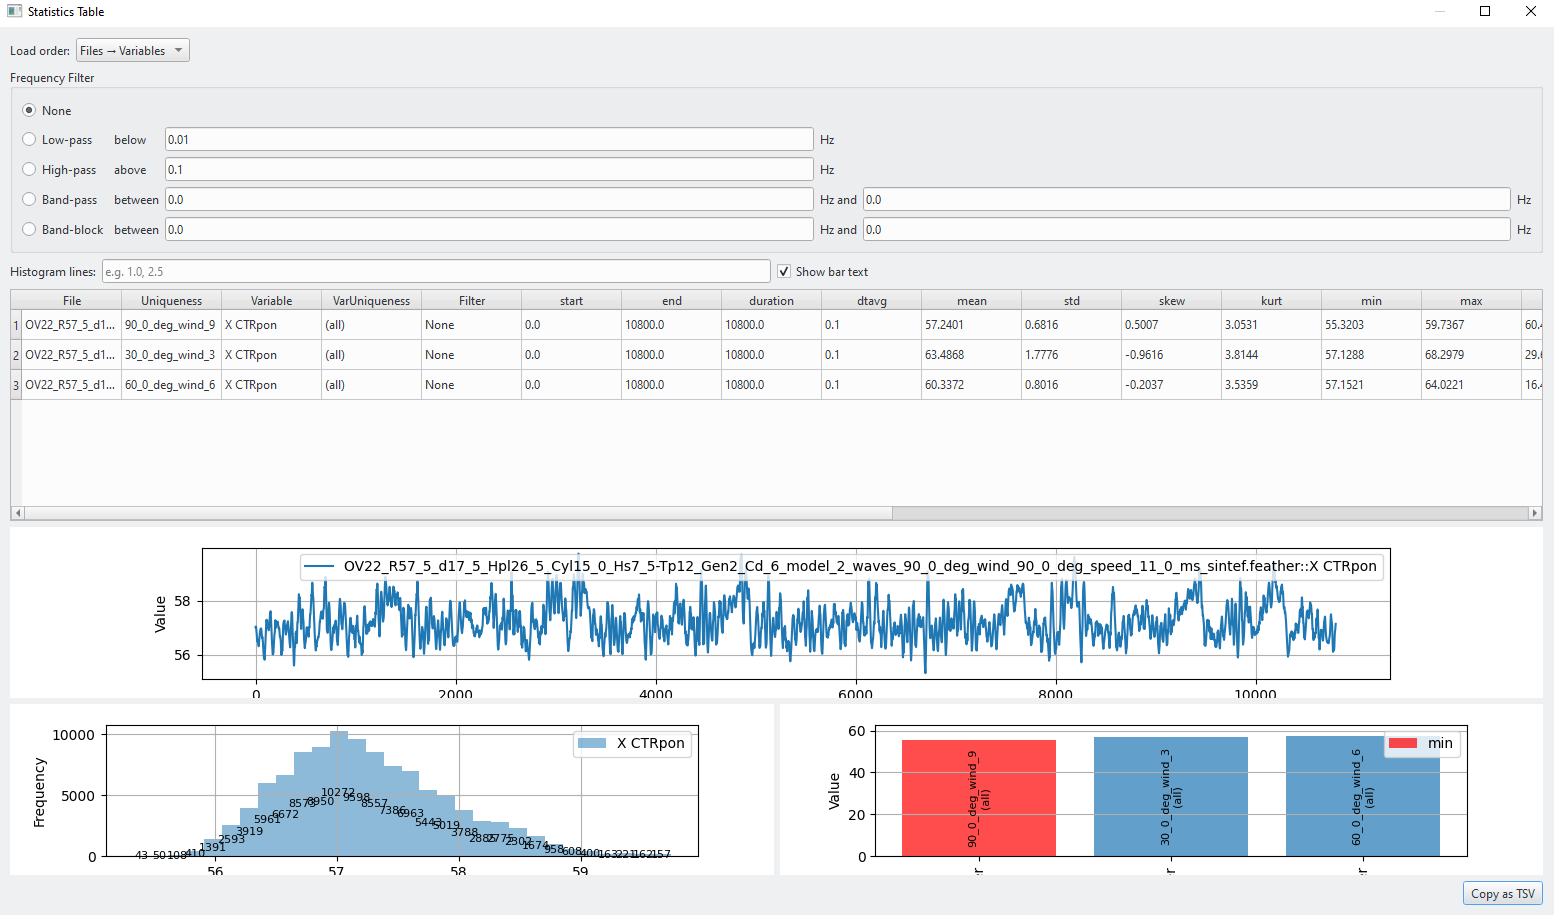 Statistics Table
Load order: Files → Variables
Frequency Filter
None
Low-pass below 0.01 Hz
High-pass above 0.1 Hz
Band-pass between 0.0 Hz and 0.0 Hz
Band-block between 0.0 Hz and 0.0 Hz
Histogram lines: e.g. 1.0, 2.5 Show bar text
File Uniqueness Variable VarUniqueness Filter start end duration dtavg mean std skew kurt min max
1 OV22_R57_5_d1... 90_0_deg_wind_9 X CTRpon (all) None 0.0 10800.0 10800.0 0.1 57.2401 0.6816 0.5007 3.0531 55.3203 59.7367 60.4
2 OV22_R57_5_d1... 30_0_deg_wind_3 X CTRpon (all) None 0.0 10800.0 10800.0 0.1 63.4868 1.7776 -0.9616 3.8144 57.1288 68.2979 29.6
3 OV22_R57_5_d1... 60_0_deg_wind_6 X CTRpon (all) None 0.0 10800.0 10800.0 0.1 60.3372 0.8016 -0.2037 3.5359 57.1521 64.0221 16.4
OV22_R57_5_d17_5_Hpl26_5_Cyl15_0_Hs7_5-Tp12_Gen2_Cd_6_model_2_waves_90_0_deg_wind_90_0_deg_speed_11_0_ms_sintef.feather::X CTRpon
Value
58
56
0 2000 4000 6000 8000 10000
Frequency
10000
5000
0
X CTRpon
43 50 108 410 1391 2593 3919 5961 6672 8573 8950 10272 9598 8557 7386 6963 5443 5019 3788 2885 2775 2302 1674 958 608 400 163 221 162 157
56 57 58 59
Value
60
40
20
0
min
90_0_deg_wind_9
(all)
30_0_deg_wind_3
(all)
60_0_deg_wind_6
(all)
Copy as TSV